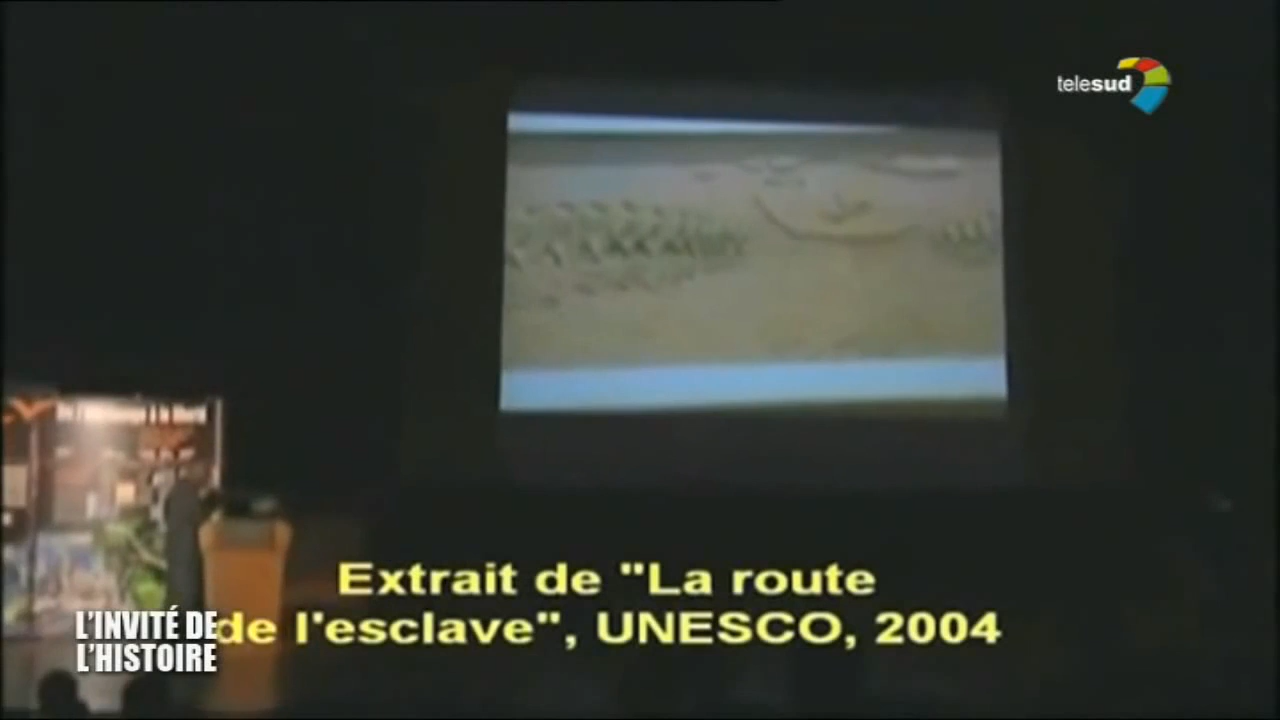 telesud
Extrait de "La route
de l'esclave", UNESCO, 2004
L'INVITÉ DE
L'HISTOIRE